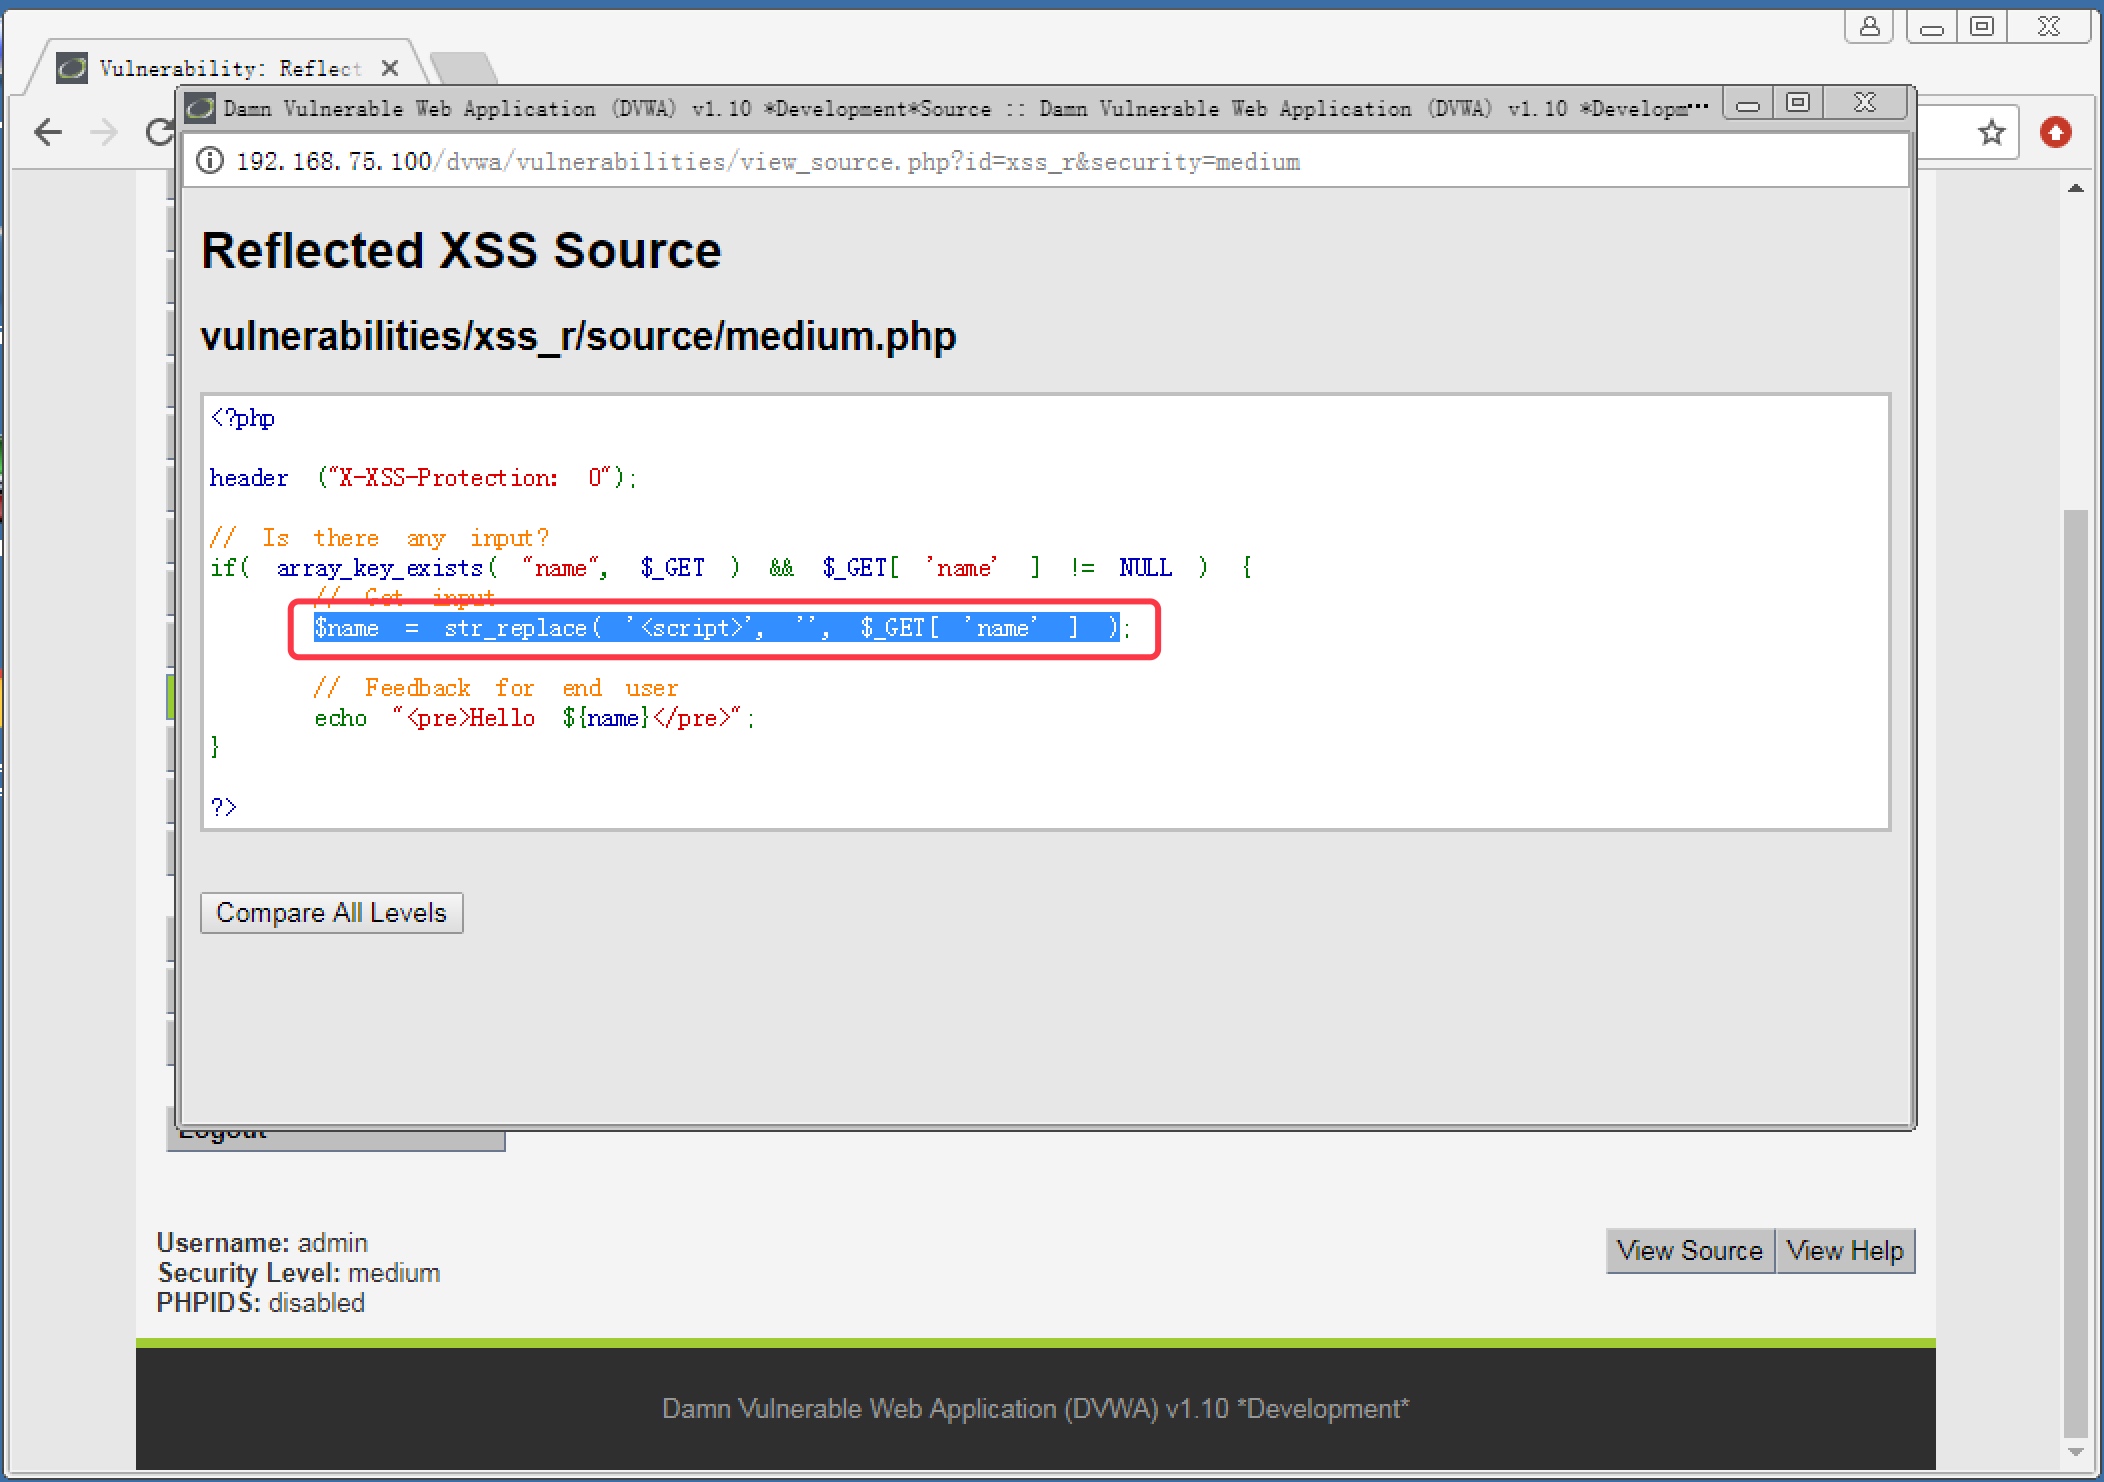 Vulnerability: Reflect
Damn Vulnerable Web Application (DVWA) v1.10 *Development*Source :: Damn Vulnerable Web Application (DVWA) v1.10 *Developm...
192.168.75.100/dvwa/vulnerabilities/view_source.php?id=xss_r&security=medium
Reflected XSS Source
vulnerabilities/xss_r/source/medium.php
<?php
header ("X-XSS-Protection: 0");
// Is there any input?
if( array_key_exists( "name", $_GET ) && $_GET[ 'name' ] != NULL ) {
// Get input
$name = str_replace( '<script>', '', $_GET[ 'name' ] );
// Feedback for end user
echo "<pre>Hello ${name}</pre>";
}
?>
Compare All Levels
Logout
Username: admin
Security Level: medium
PHPIDS: disabled
View Source
View Help
Damn Vulnerable Web Application (DVWA) v1.10 *Development*